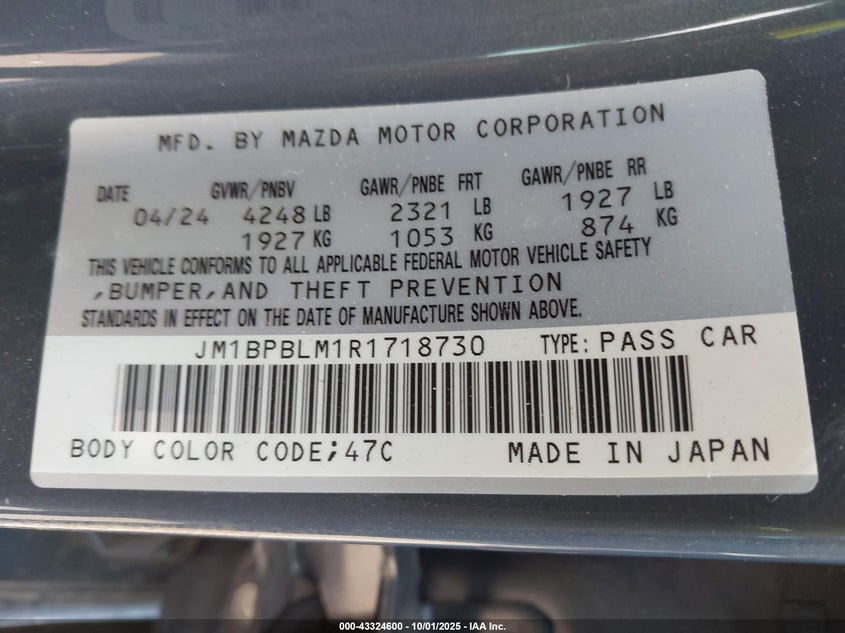 MFD. BY MAZDA MOTOR CORPORATION
DATE GVWR/PNBV GAWR/PNBE FRT GAWR/PNBE RR
04/24 4248 LB 2321 LB 1927 LB
1927 KG 1053 KG 874 KG
THIS VEHICLE CONFORMS TO ALL APPLICABLE FEDERAL MOTOR VEHICLE SAFETY
,BUMPER,AND THEFT PREVENTION
STANDARDS IN EFFECT ON THE DATE OF MANUFACTURE SHOWN ABOVE.
JM1BPBLM1R1718730 TYPE: PASS CAR
BODY COLOR CODE;47C MADE IN JAPAN
000-43324600 - 10/01/2025 - IAA Inc.